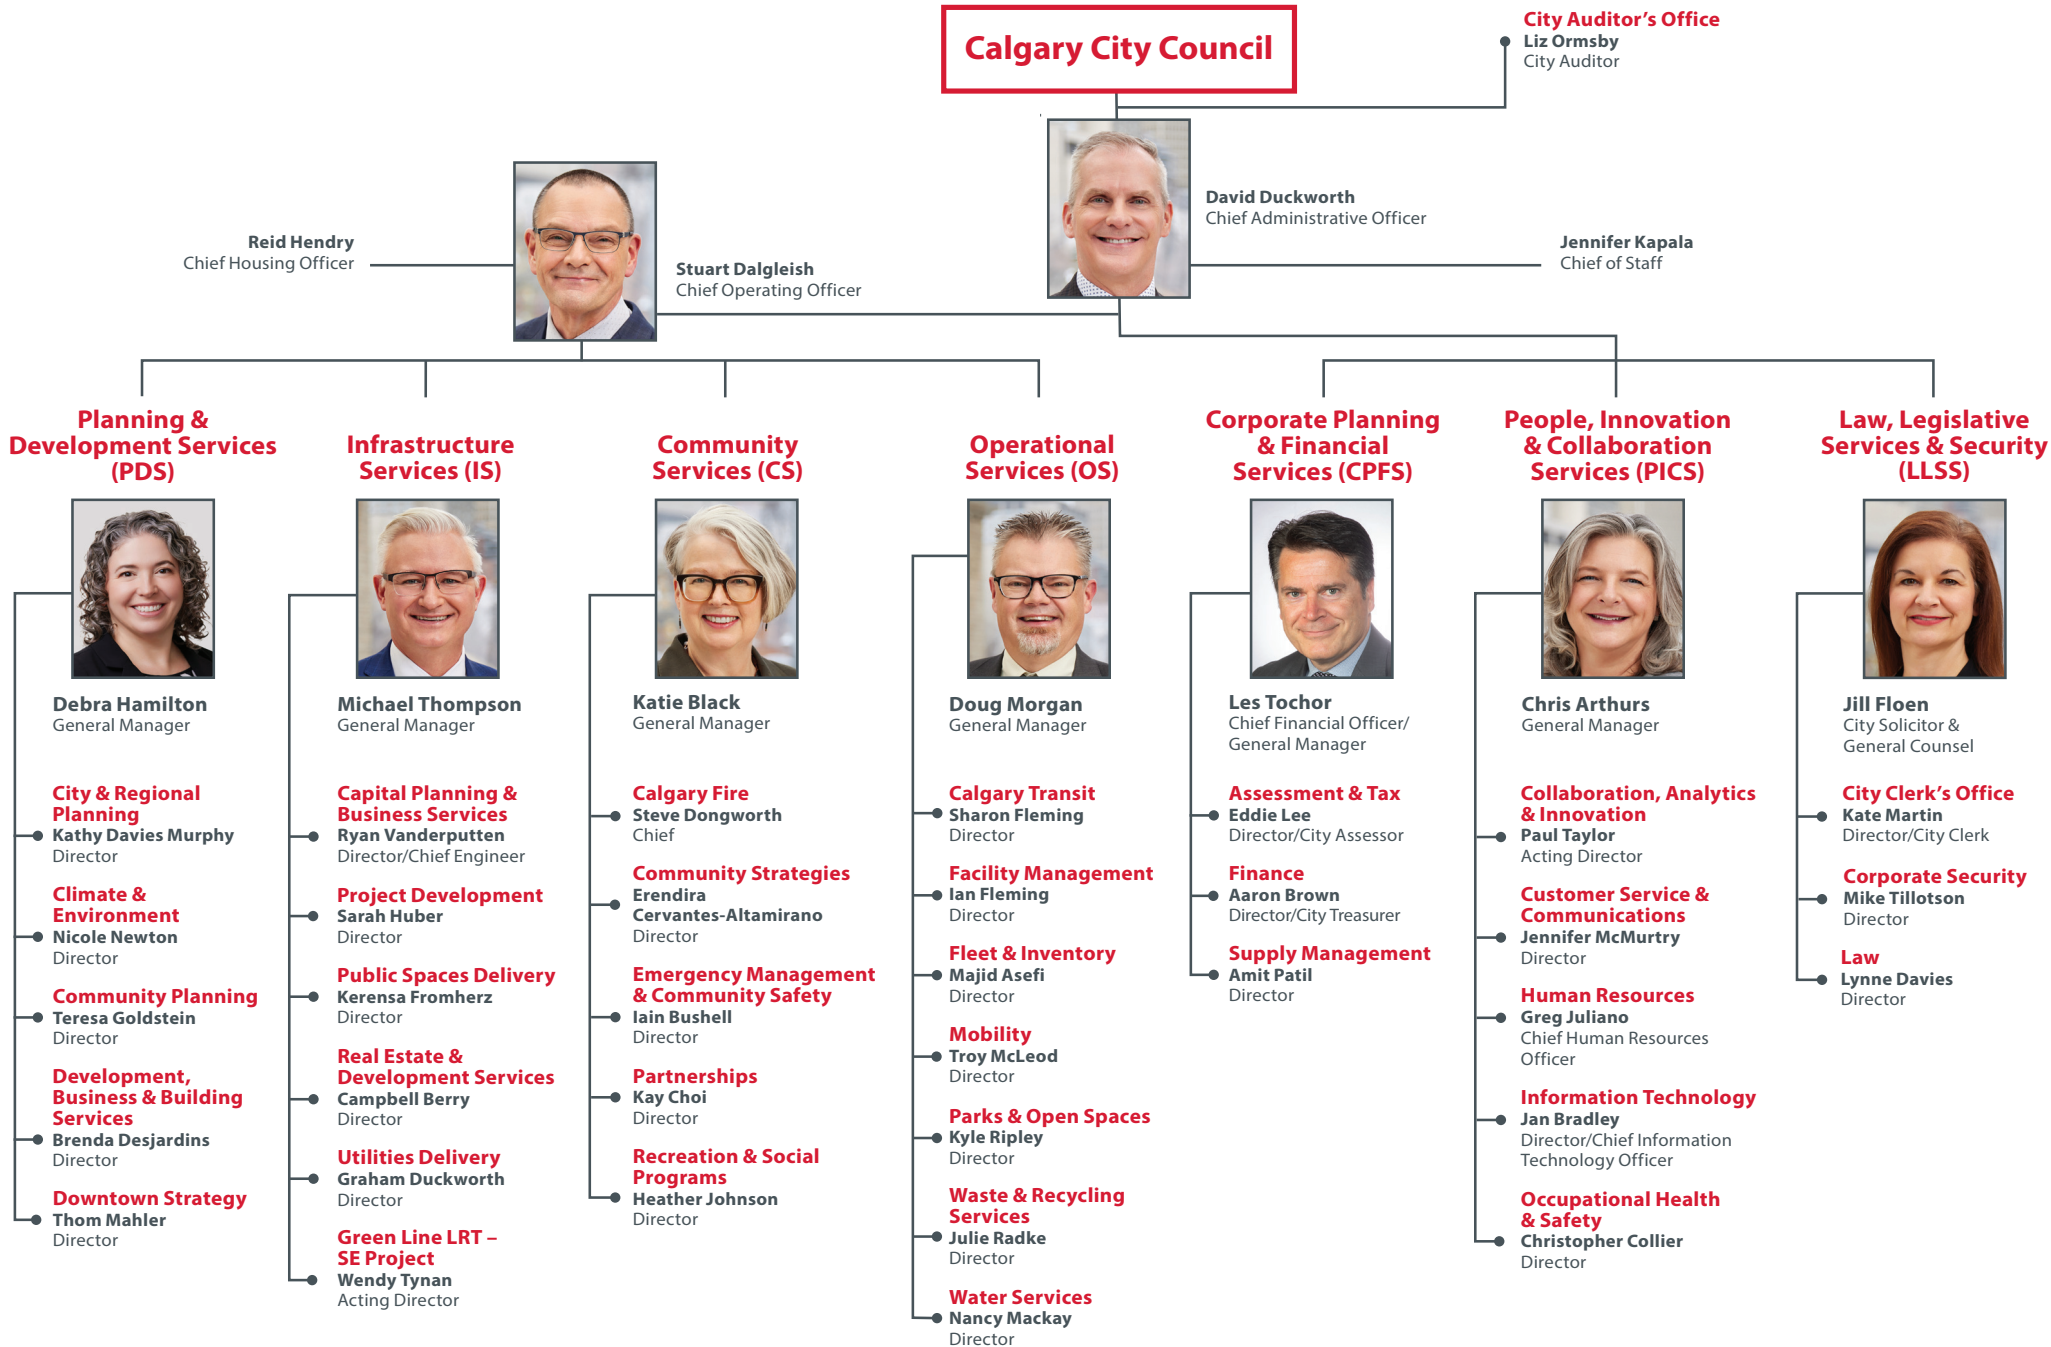 Calgary City Council
City Auditor’s Office
Liz Ormsby
City Auditor
David Duckworth
Chief Administrative Officer
Jennifer Kapala
Chief of Staff
Reid Hendry
Chief Housing Officer
Stuart Dalgleish
Chief Operating Officer
Planning &
Development Services
(PDS)
Debra Hamilton
General Manager
City & Regional
Planning
Kathy Davies Murphy
Director
Climate &
Environment
Nicole Newton
Director
Community Planning
Teresa Goldstein
Director
Development,
Business & Building
Services
Brenda Desjardins
Director
Downtown Strategy
Thom Mahler
Director
Infrastructure
Services (IS)
Michael Thompson
General Manager
Capital Planning &
Business Services
Ryan Vanderputten
Director/Chief Engineer
Project Development
Sarah Huber
Director
Public Spaces Delivery
Kerensa Fromherz
Director
Real Estate &
Development Services
Campbell Berry
Director
Utilities Delivery
Graham Duckworth
Director
Green Line LRT –
SE Project
Wendy Tynan
Acting Director
Community
Services (CS)
Katie Black
General Manager
Calgary Fire
Steve Dongworth
Chief
Community Strategies
Erendira
Cervantes-Altamirano
Director
Emergency Management
& Community Safety
Iain Bushell
Director
Partnerships
Kay Choi
Director
Recreation & Social
Programs
Heather Johnson
Director
Operational
Services (OS)
Doug Morgan
General Manager
Calgary Transit
Sharon Fleming
Director
Facility Management
Ian Fleming
Director
Fleet & Inventory
Majid Asefi
Director
Mobility
Troy McLeod
Director
Parks & Open Spaces
Kyle Ripley
Director
Waste & Recycling
Services
Julie Radke
Director
Water Services
Nancy Mackay
Director
Corporate Planning
& Financial
Services (CPFS)
Les Tochor
Chief Financial Officer/
General Manager
Assessment & Tax
Eddie Lee
Director/City Assessor
Finance
Aaron Brown
Director/City Treasurer
Supply Management
Amit Patil
Director
People, Innovation
& Collaboration
Services (PICS)
Chris Arthurs
General Manager
Collaboration, Analytics
& Innovation
Paul Taylor
Acting Director
Customer Service &
Communications
Jennifer McMurtry
Director
Human Resources
Greg Juliano
Chief Human Resources
Officer
Information Technology
Jan Bradley
Director/Chief Information
Technology Officer
Occupational Health
& Safety
Christopher Collier
Director
Law, Legislative
Services & Security
(LLSS)
Jill Floen
City Solicitor &
General Counsel
City Clerk’s Office
Kate Martin
Director/City Clerk
Corporate Security
Mike Tillotson
Director
Law
Lynne Davies
Director